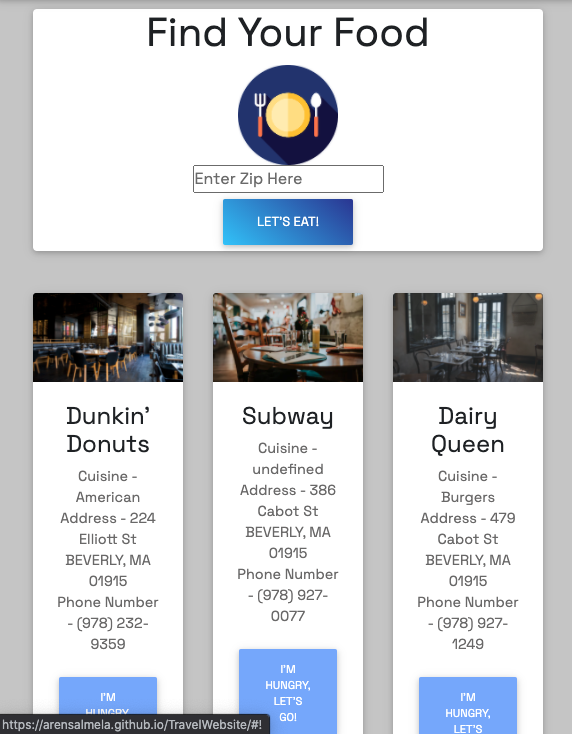 Find Your Food
Enter Zip Here
LET'S EAT!
Dunkin'
Donuts
Cuisine -
American
Address - 224
Elliott St
BEVERLY, MA
01915
Phone Number
- (978) 232-
9359
I'M
HUNGRY,
Subway
Cuisine -
undefined
Address - 386
Cabot St
BEVERLY, MA
01915
Phone Number
- (978) 927-
0077
I'M
HUNGRY,
LET'S
GO!
Dairy
Queen
Cuisine -
Burgers
Address - 479
Cabot St
BEVERLY, MA
01915
Phone Number
- (978) 927-
1249
I'M
HUNGRY,
LET'S
https://arensalmela.github.io/TravelWebsite/#!